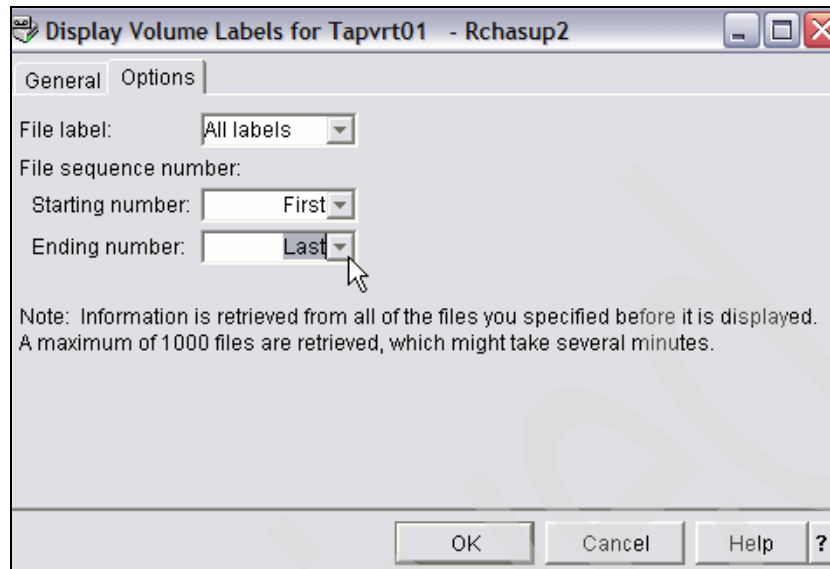 Display Volume Labels for Tapvrt01 - Rchasup2
General Options
File label: All labels
File sequence number:
Starting number: First
Ending number: Last
Note: Information is retrieved from all of the files you specified before it is displayed.
A maximum of 1000 files are retrieved, which might take several minutes.
OK Cancel Help ?